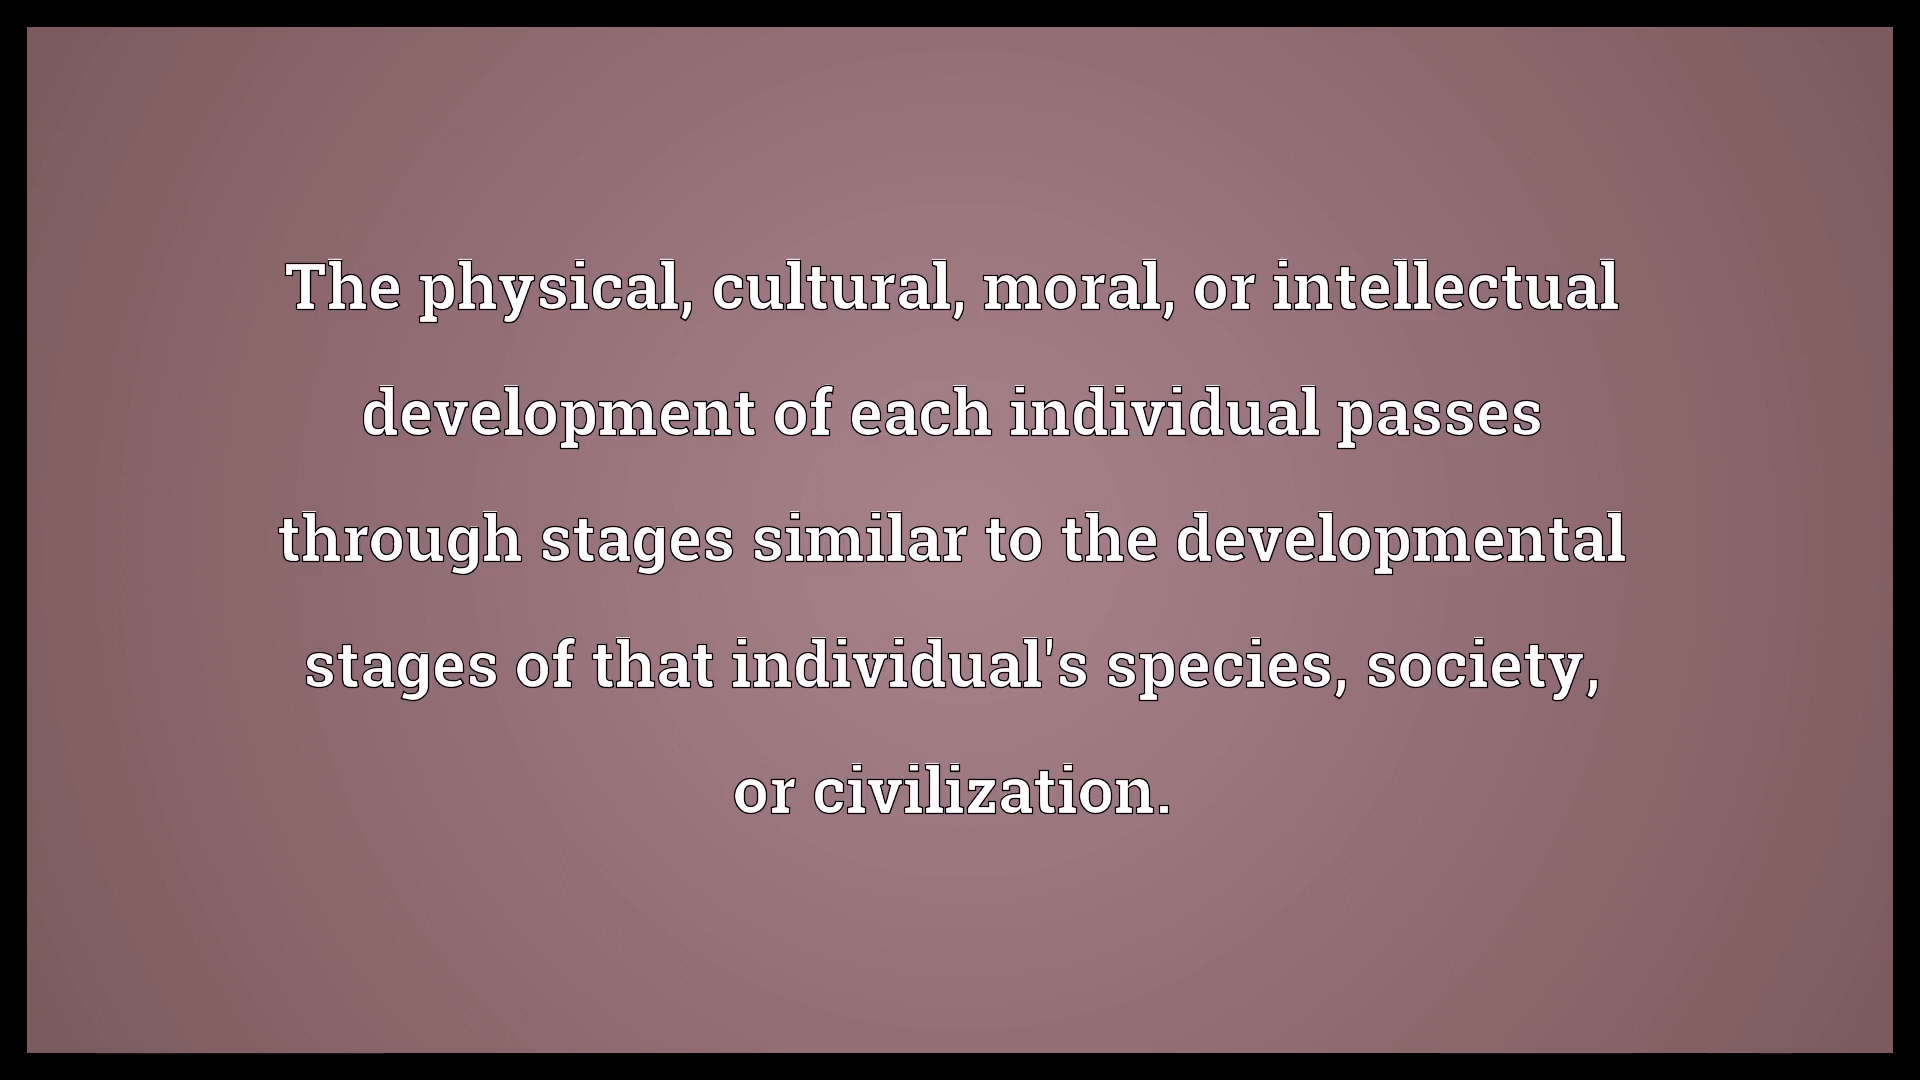 The physical, cultural, moral, or intellectual
development of each individual passes
through stages similar to the developmental
stages of that individual's species, society,
or civilization.